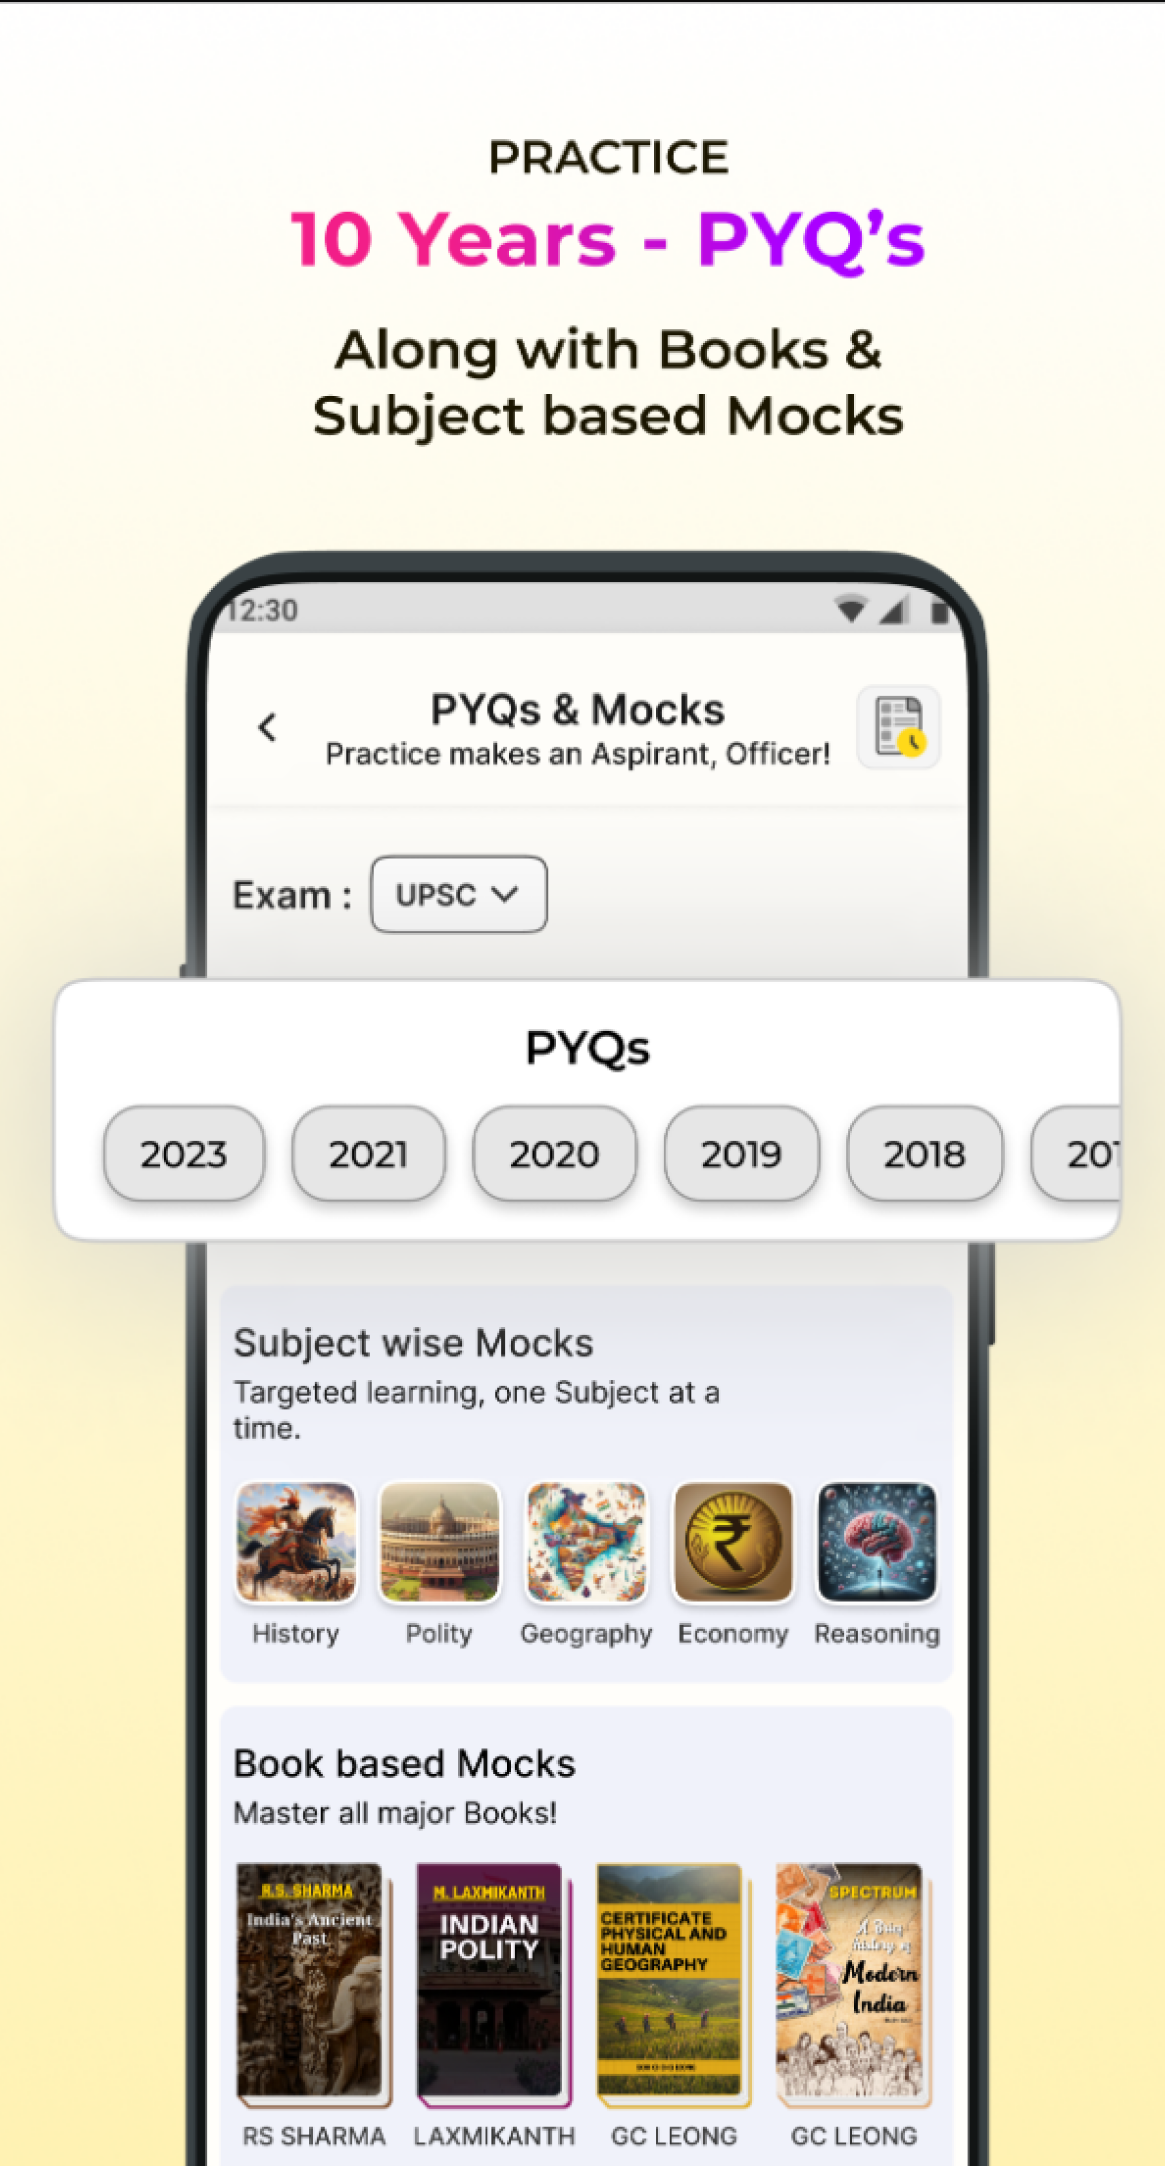 PRACTICE
10 Years - PYQ’s
Along with Books &
Subject based Mocks
12:30
PYQs & Mocks
Practice makes an Aspirant, Officer!
Exam :
UPSC
PYQs
2023
2021
2020
2019
2018
201
Subject wise Mocks
Targeted learning, one Subject at a
time.
History
Polity
Geography
Economy
Reasoning
Book based Mocks
Master all major Books!
R.S. SHARMA
India's Ancient
Past
M. LAXMIKANTH
INDIAN
POLITY
CERTIFICATE
PHYSICAL AND
HUMAN
GEOGRAPHY
SPECTRUM
A Brief
History of
Modern
India
RS SHARMA
LAXMIKANTH
GC LEONG
GC LEONG